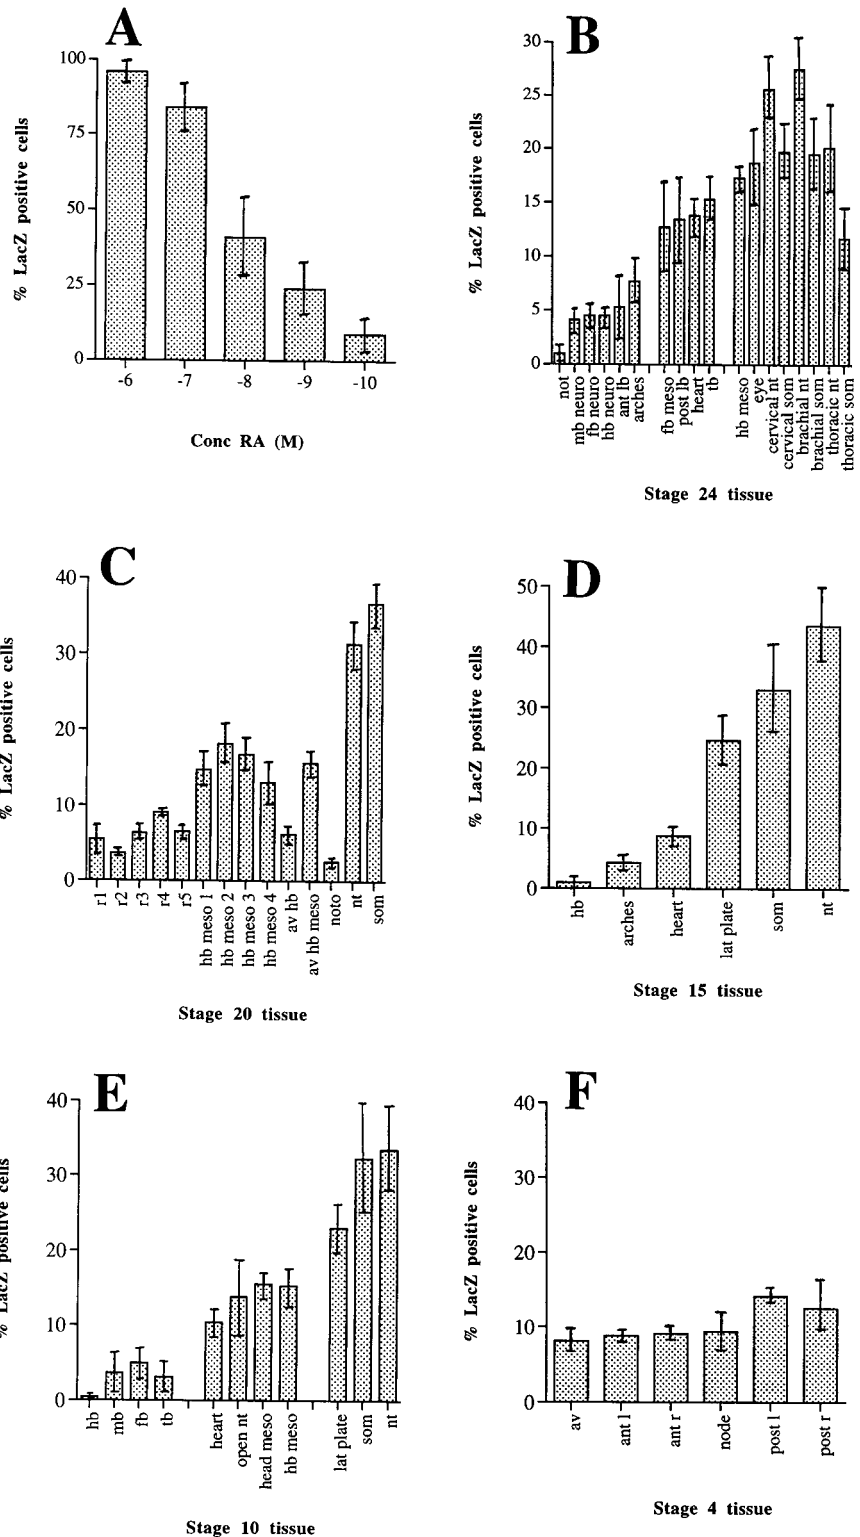 A
% LacZ positive cells
100
75
50
25
0
-6 -7 -8 -9 -10
Conc RA (M)
B
% LacZ positive cells
30
25
20
15
10
5
0
not mb neuro fb neuro hb neuro ant lb arches fb meso post lb heart tb hb meso eye cervical nt cervical som brachial nt brachial som thoracic nt thoracic som
Stage 24 tissue
C
% LacZ positive cells
40
30
20
10
0
r1 r2 r3 r4 r5 hb meso 1 hb meso 2 hb meso 3 hb meso 4 av hb av hb meso noto nt som
Stage 20 tissue
D
% LacZ positive cells
50
40
30
20
10
0
hb arches heart lat plate som nt
Stage 15 tissue
E
% LacZ positive cells
40
30
20
10
0
hb mb fb tb heart open nt head meso hb meso lat plate som nt
Stage 10 tissue
F
% LacZ positive cells
40
30
20
10
0
av ant l ant r node post l post r
Stage 4 tissue